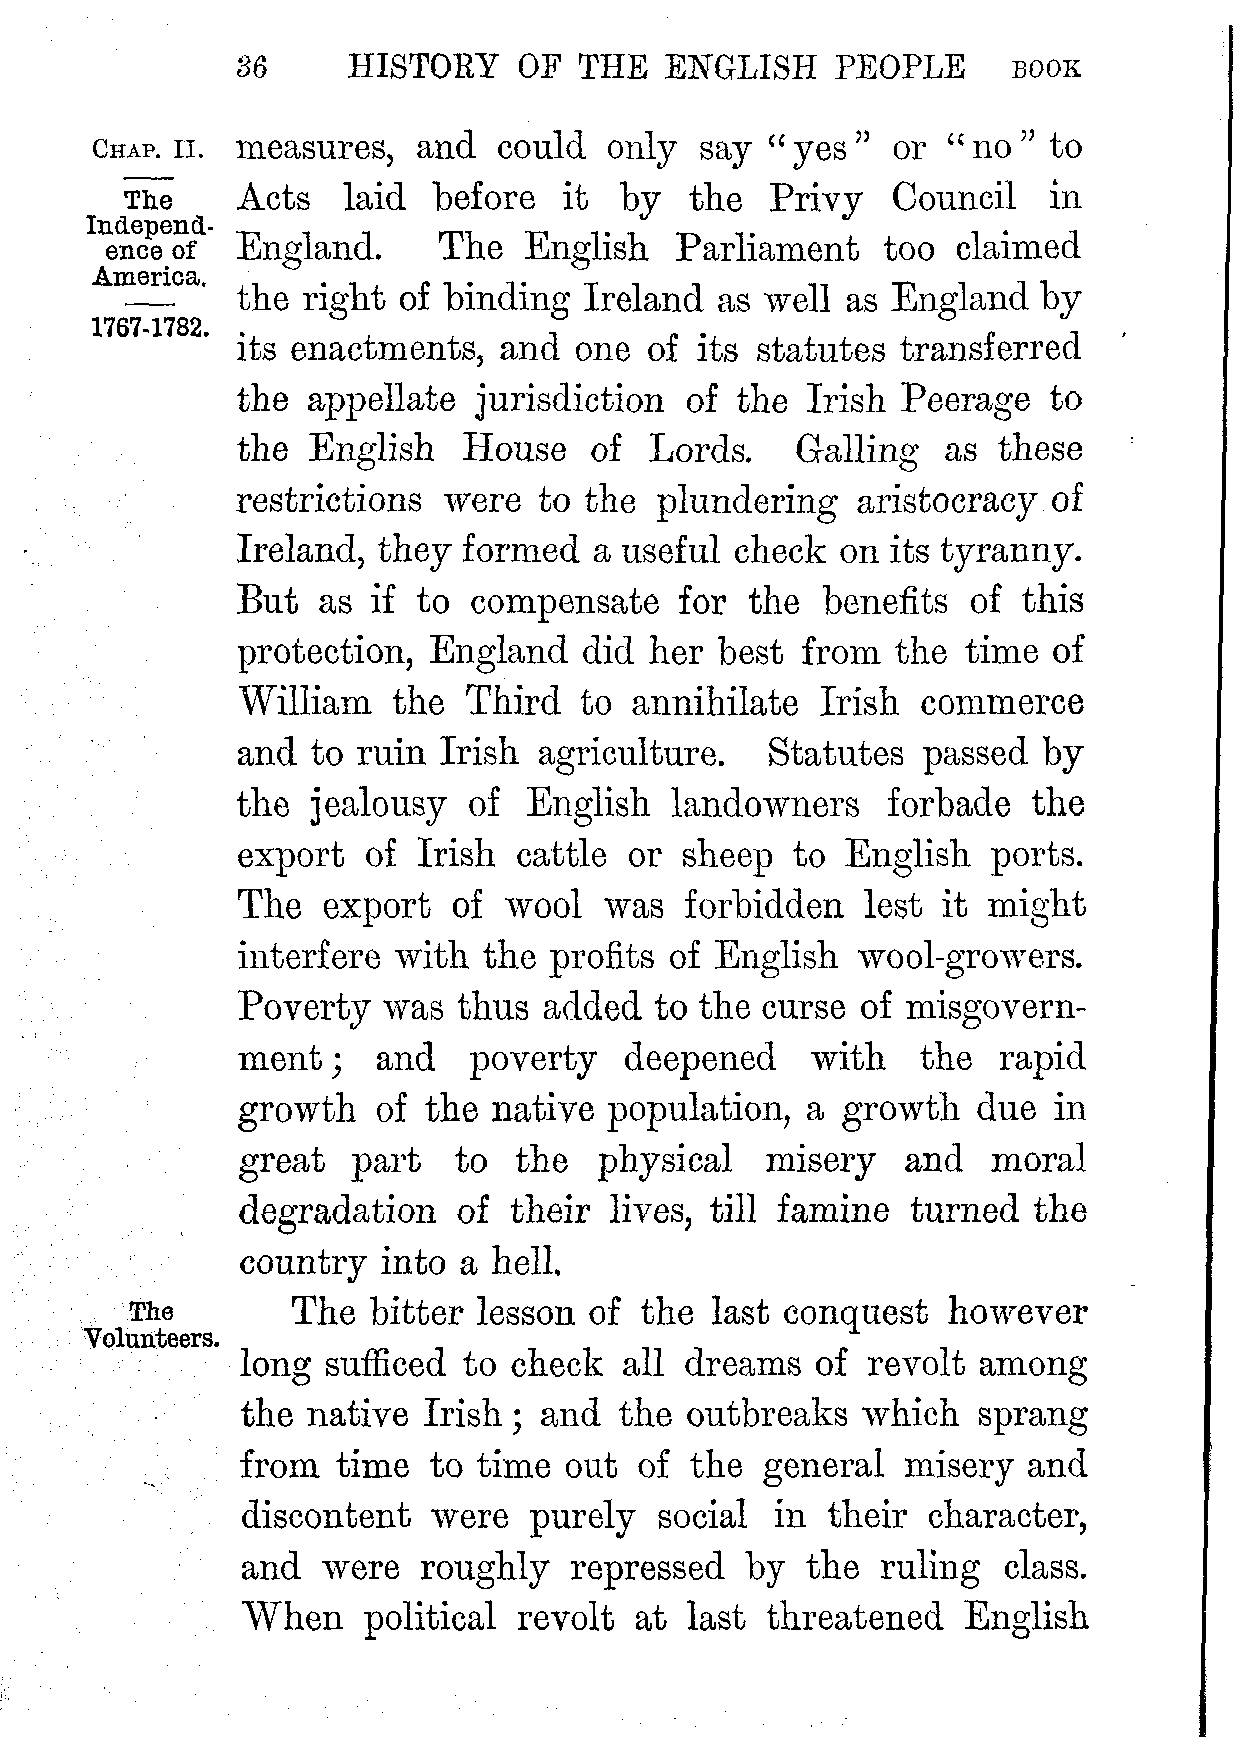 36 HISTORY OF THE ENGLISH PEOPLE BOOK
CHAP. II.
The
Independ-
ence of
America.
1767-1782.
measures, and could only say “yes” or “no” to
Acts laid before it by the Privy Council in
England. The English Parliament too claimed
the right of binding Ireland as well as England by
its enactments, and one of its statutes transferred
the appellate jurisdiction of the Irish Peerage to
the English House of Lords. Galling as these
restrictions were to the plundering aristocracy of
Ireland, they formed a useful check on its tyranny.
But as if to compensate for the benefits of this
protection, England did her best from the time of
William the Third to annihilate Irish commerce
and to ruin Irish agriculture. Statutes passed by
the jealousy of English landowners forbade the
export of Irish cattle or sheep to English ports.
The export of wool was forbidden lest it might
interfere with the profits of English wool-growers.
Poverty was thus added to the curse of misgovern-
ment; and poverty deepened with the rapid
growth of the native population, a growth due in
great part to the physical misery and moral
degradation of their lives, till famine turned the
country into a hell.
The
Volunteers.
The bitter lesson of the last conquest however
long sufficed to check all dreams of revolt among
the native Irish; and the outbreaks which sprang
from time to time out of the general misery and
discontent were purely social in their character,
and were roughly repressed by the ruling class.
When political revolt at last threatened English